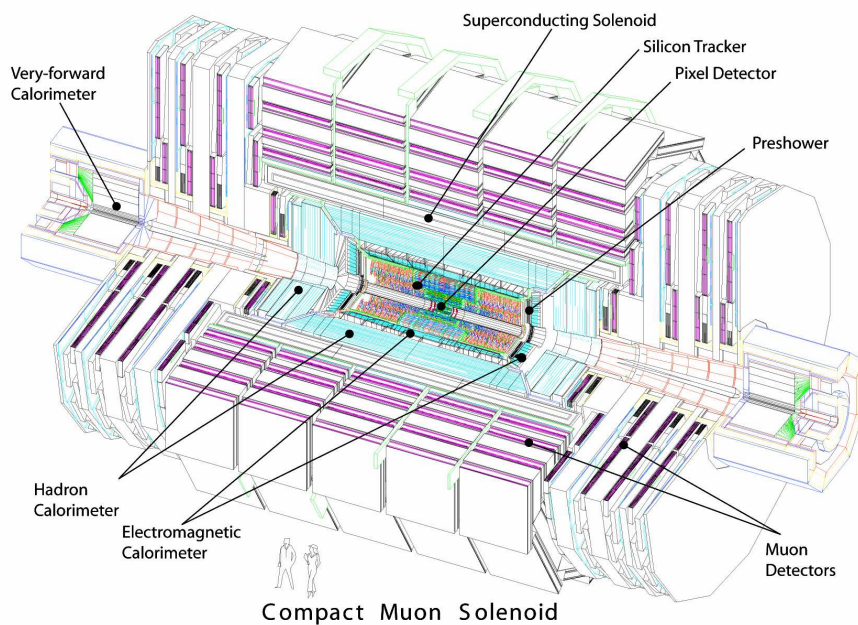 Superconducting Solenoid
Silicon Tracker
Pixel Detector
Very-forward
Calorimeter
Preshower
Hadron
Calorimeter
Electromagnetic
Calorimeter
Muon
Detectors
Compact Muon Solenoid